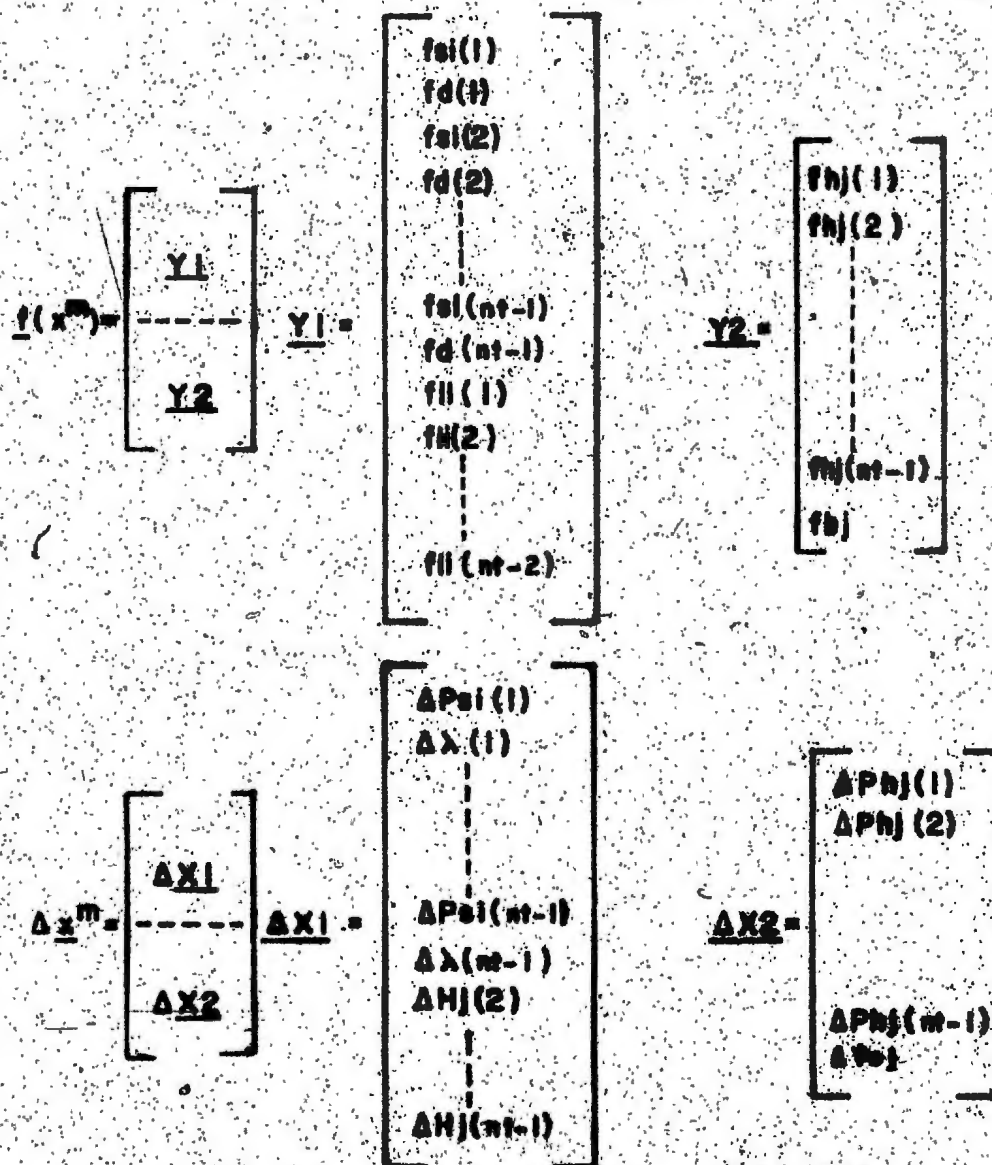 f(x^m) =
Y1
Y2
Y1 =
fsi(1)
fd(1)
fsi(2)
fd(2)
fsi(nt-1)
fd(nt-1)
fli(1)
fli(2)
fli(nt-2)
Y2 =
fhj(1)
fhj(2)
fhj(nt-1)
fbj
Δx^m =
ΔX1
ΔX2
ΔX1 =
ΔPsi(1)
Δλ(1)
ΔPsi(nt-1)
Δλ(nt-1)
ΔHj(2)
ΔHj(nt-1)
ΔX2 =
ΔPhj(1)
ΔPhj(2)
ΔPhj(nt-1)